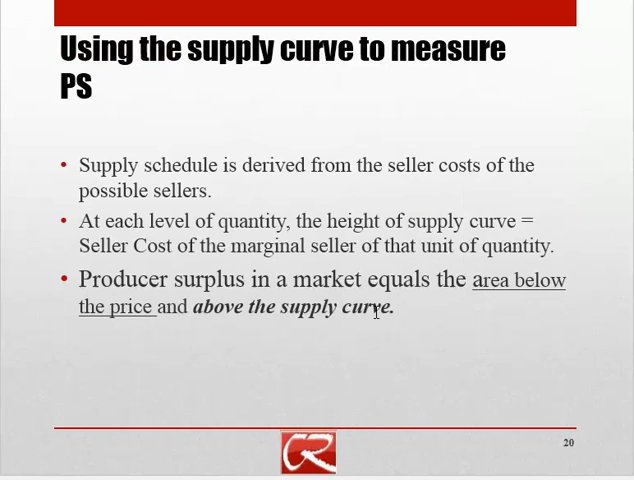 Using the supply curve to measure
PS
• Supply schedule is derived from the seller costs of the
possible sellers.
• At each level of quantity, the height of supply curve =
Seller Cost of the marginal seller of that unit of quantity.
• Producer surplus in a market equals the area below
the price and above the supply curve.
20
CR